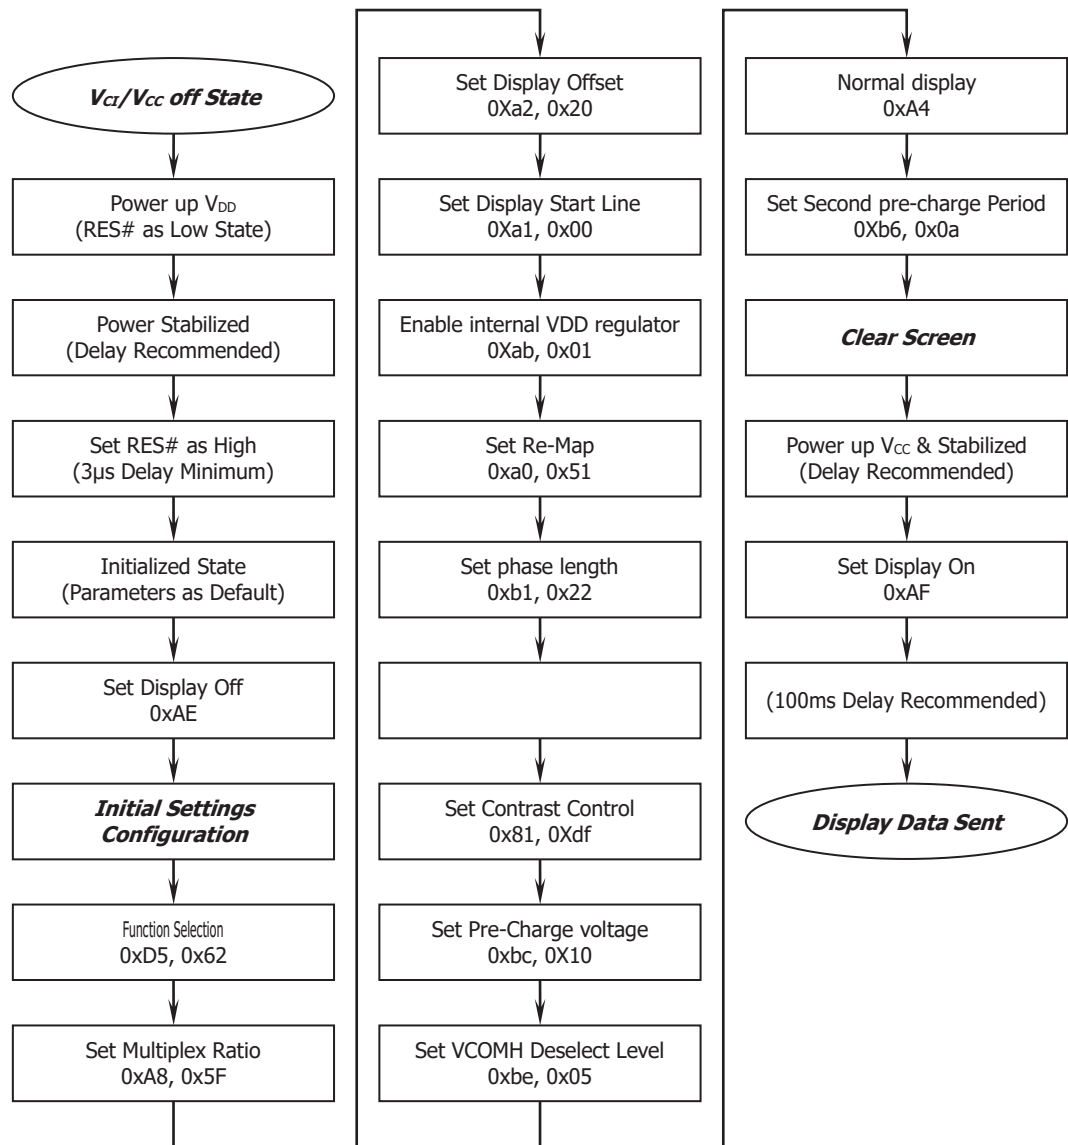 VCI/VCC off State
Power up VDD
(RES# as Low State)
Power Stabilized
(Delay Recommended)
Set RES# as High
(3µs Delay Minimum)
Initialized State
(Parameters as Default)
Set Display Off
0xAE
Initial Settings
Configuration
Function Selection
0xD5, 0x62
Set Multiplex Ratio
0xA8, 0x5F
Set Display Offset
0Xa2, 0x20
Set Display Start Line
0Xa1, 0x00
Enable internal VDD regulator
0Xab, 0x01
Set Re-Map
0xa0, 0x51
Set phase length
0xb1, 0x22
Set Contrast Control
0x81, 0Xdf
Set Pre-Charge voltage
0xbc, 0X10
Set VCOMH Deselect Level
0xbe, 0x05
Normal display
0xA4
Set Second pre-charge Period
0Xb6, 0x0a
Clear Screen
Power up VCC & Stabilized
(Delay Recommended)
Set Display On
0xAF
(100ms Delay Recommended)
Display Data Sent